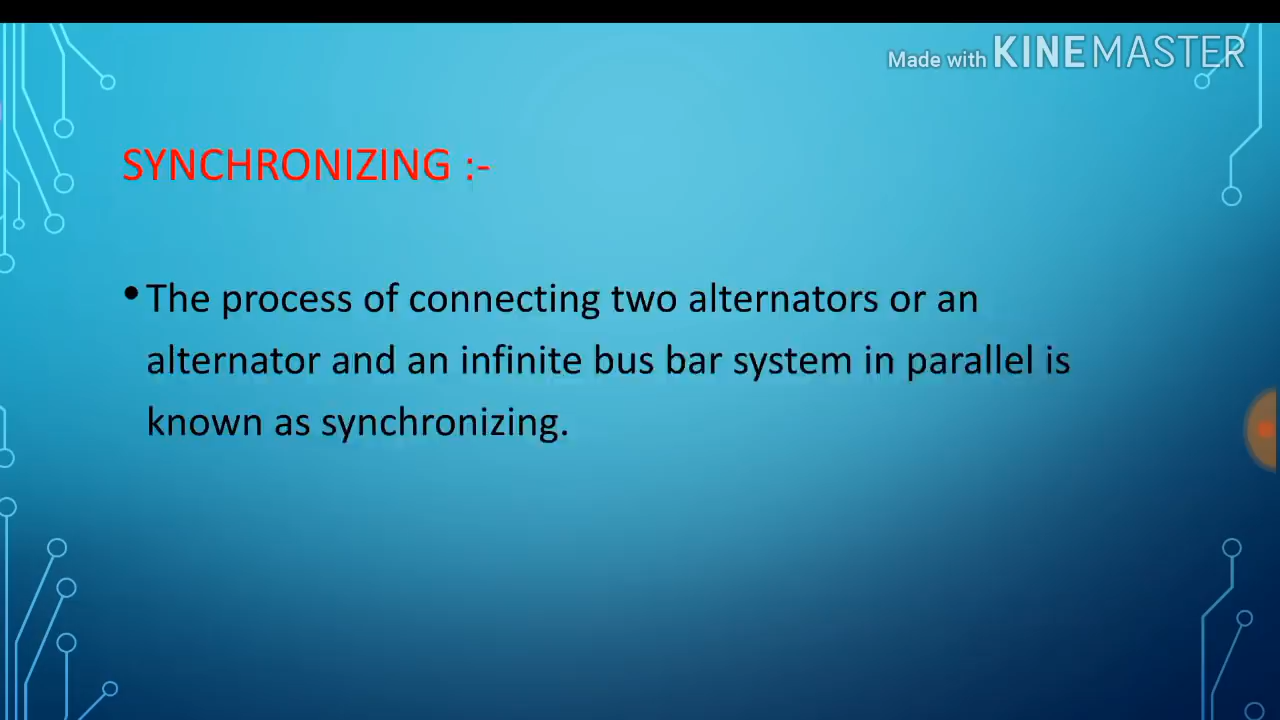 Made with KINEMASTER
SYNCHRONIZING :-
•The process of connecting two alternators or an
alternator and an infinite bus bar system in parallel is
known as synchronizing.